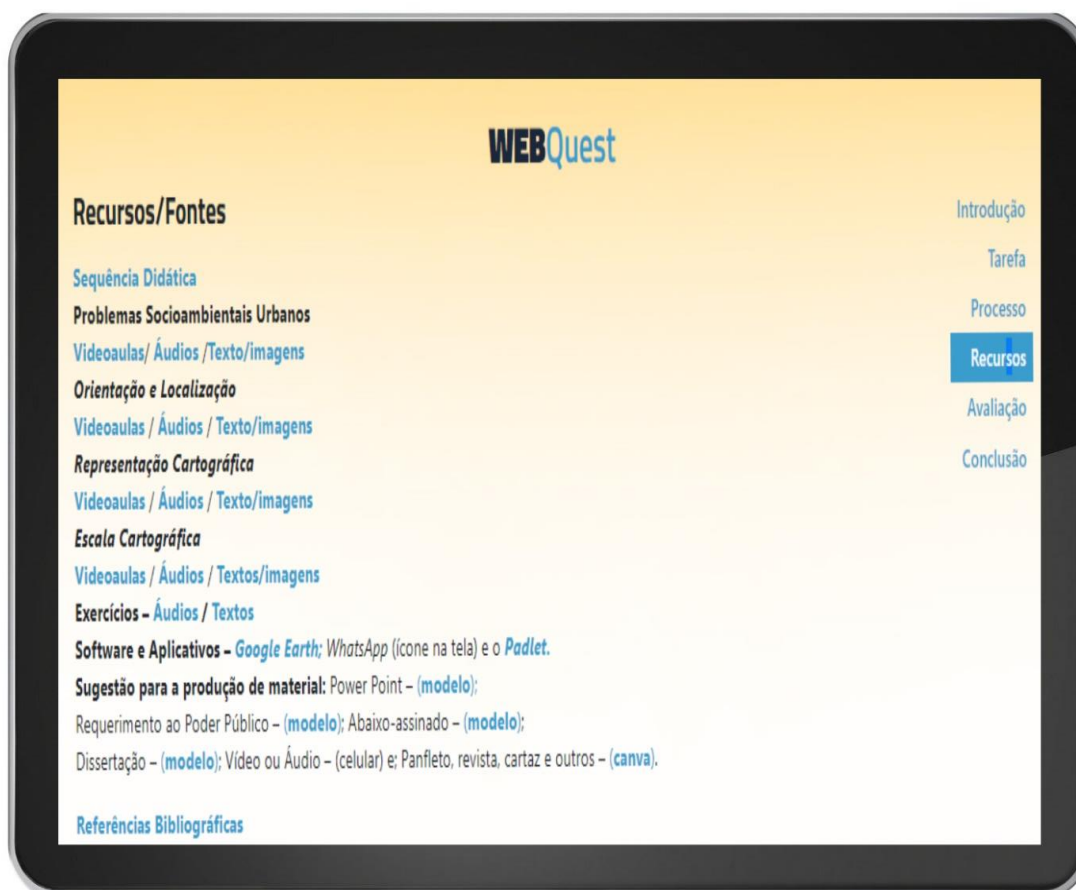 WEBQuest
Recursos/Fontes
Sequência Didática
Problemas Socioambientais Urbanos
Videoaulas/ Áudios /Texto/imagens
Orientação e Localização
Videoaulas / Áudios / Texto/imagens
Representação Cartográfica
Videoaulas / Áudios / Texto/imagens
Escala Cartográfica
Videoaulas / Áudios / Textos/imagens
Exercícios – Áudios / Textos
Software e Aplicativos – Google Earth; WhatsApp (ícone na tela) e o Padlet.
Sugestão para a produção de material: Power Point – (modelo);
Requerimento ao Poder Público – (modelo); Abaixo-assinado – (modelo);
Dissertação – (modelo); Vídeo ou Áudio – (celular) e; Panfleto, revista, cartaz e outros – (canva).
Referências Bibliográficas
Introdução
Tarefa
Processo
Recursos
Avaliação
Conclusão